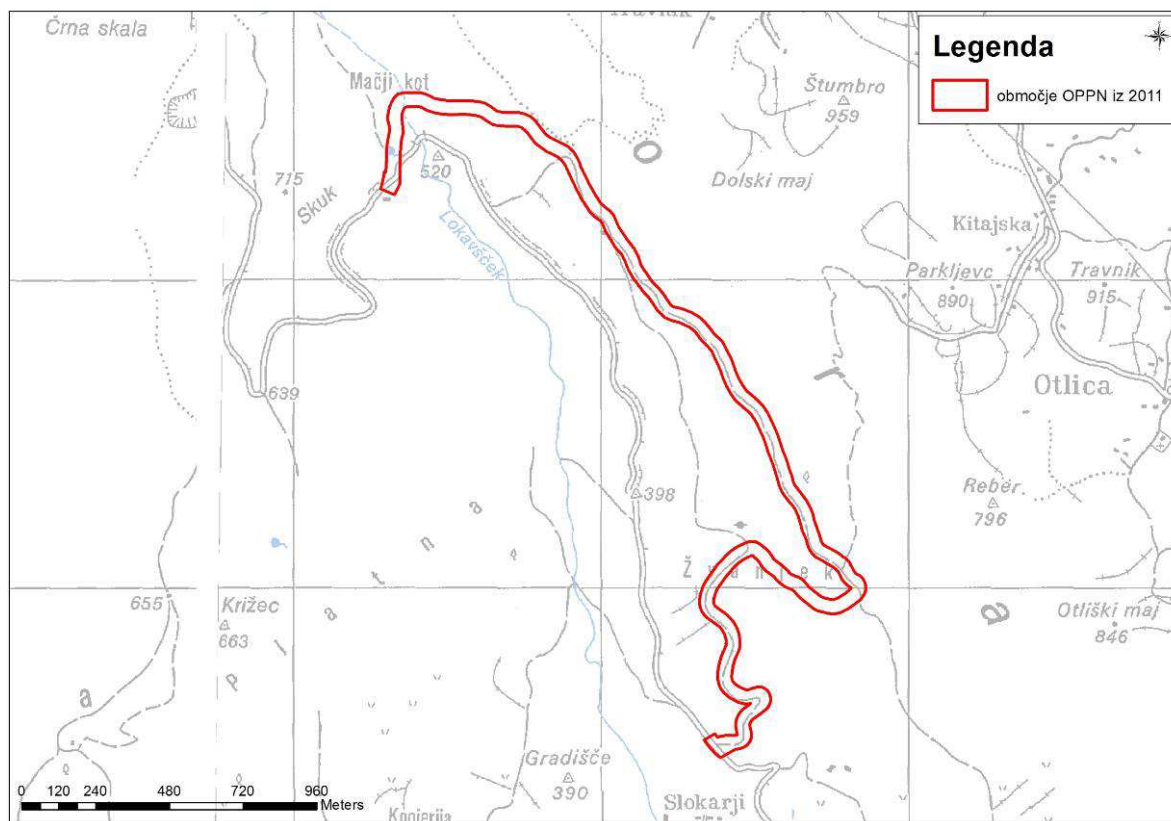 Črna skala
Travnik
Legenda
območje OPPN iz 2011
Mačji kot
Štumbro
959
520
715
Skuk
Dolski maj
O
Lokavšček
Kitajska
Parkljevc
890
Travnik
915
639
r
Otlica
398
Reber
796
n
a
t
a
p
a
655
Križec
663
a
Otliški maj
846
Gradišče
390
Slokarji
0 120 240 480 720 960
Meters